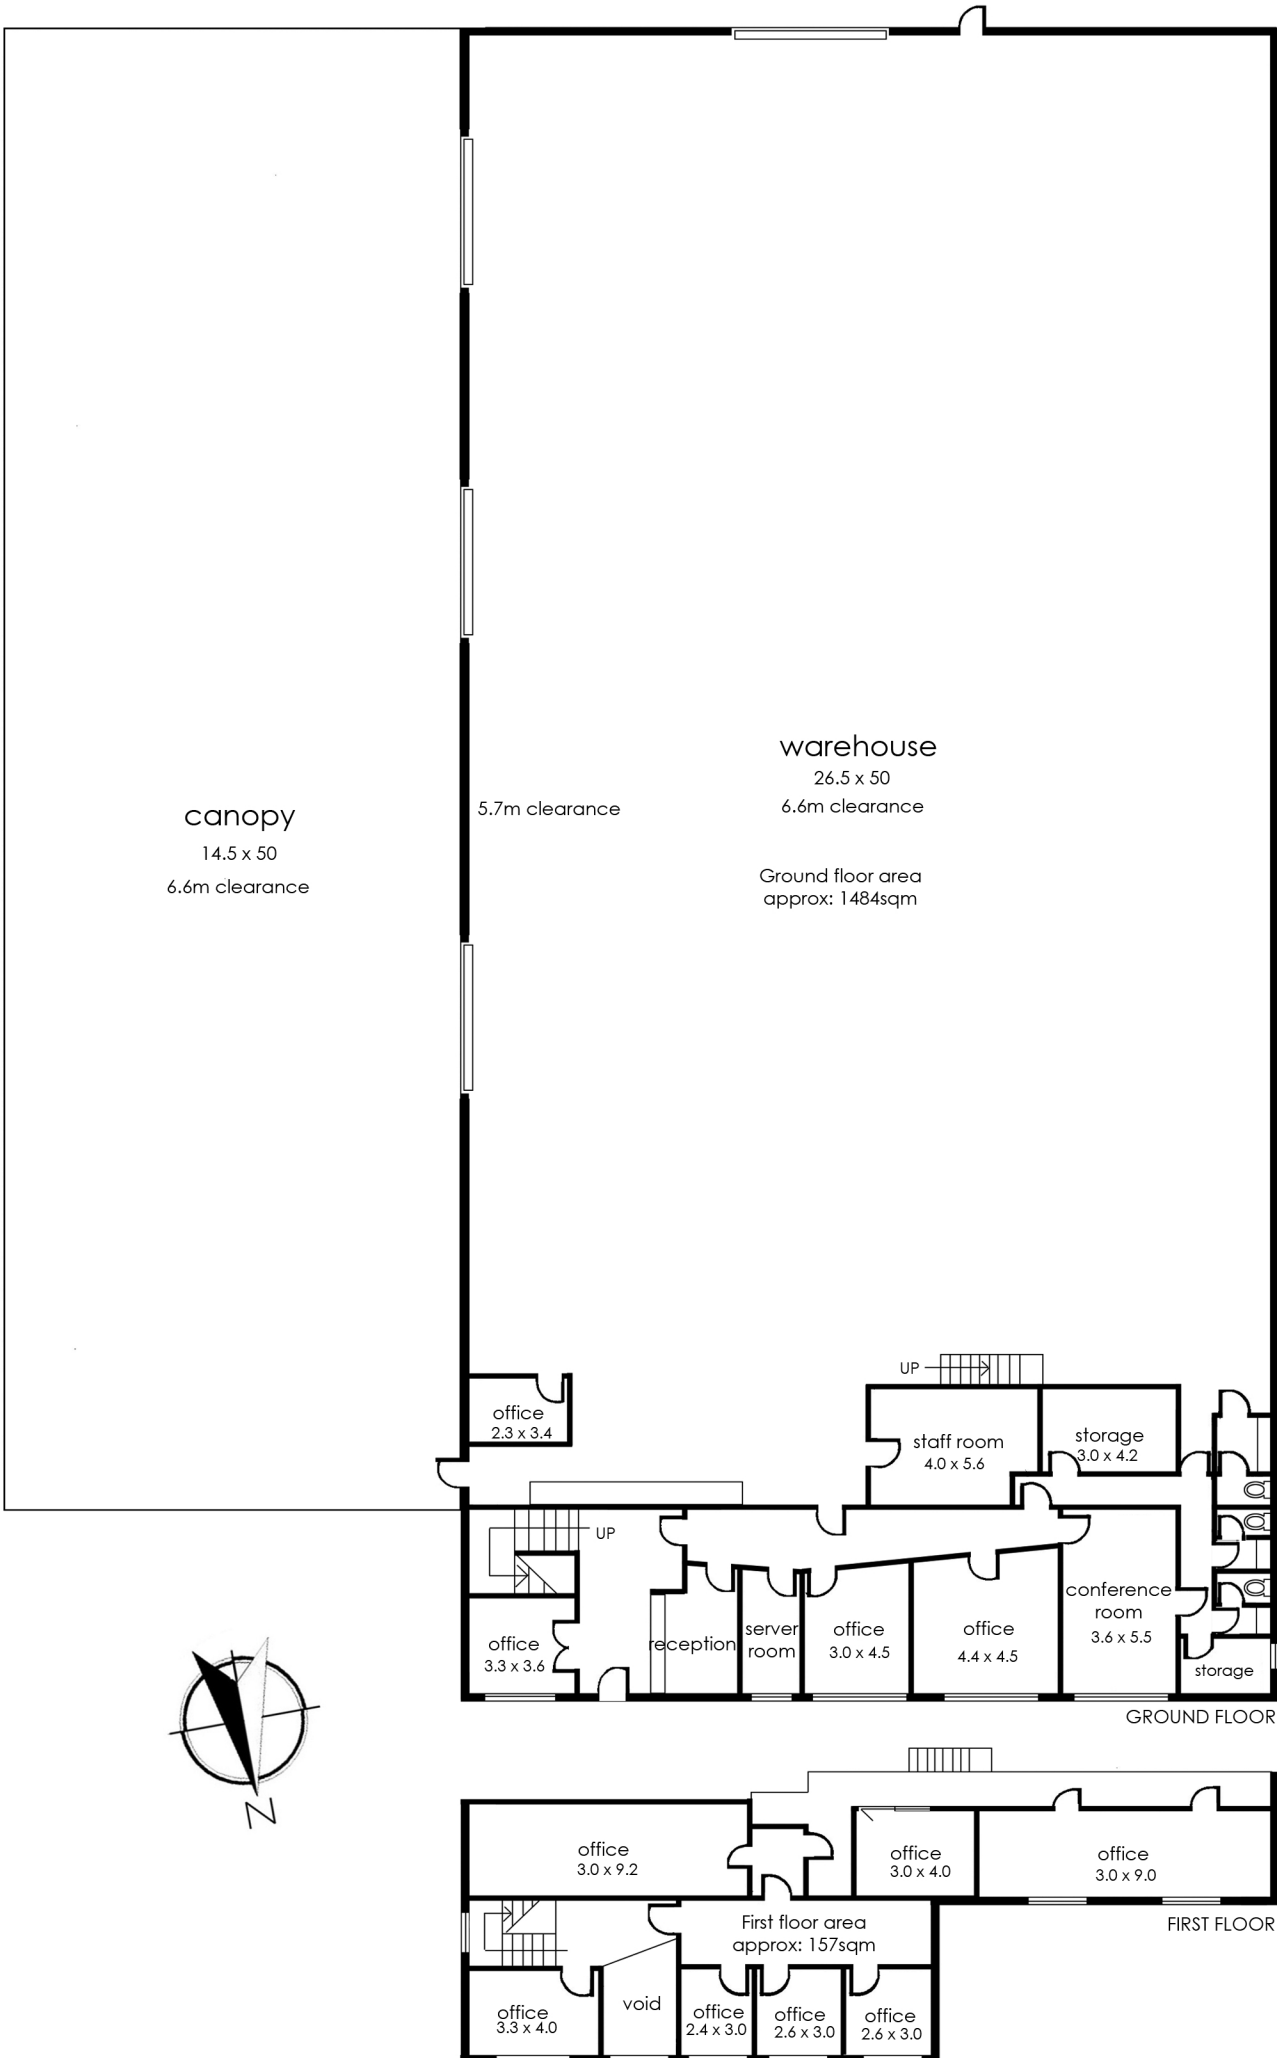 warehouse
26.5 x 50
6.6m clearance
5.7m clearance
canopy
14.5 x 50
6.6m clearance
Ground floor area
approx: 1484sqm
UP
office
2.3 x 3.4
staff room
4.0 x 5.6
storage
3.0 x 4.2
UP
conference
room
3.6 x 5.5
office
3.3 x 3.6
reception
server
room
office
3.0 x 4.5
office
4.4 x 4.5
storage
GROUND FLOOR
N
office
3.0 x 9.2
office
3.0 x 4.0
office
3.0 x 9.0
FIRST FLOOR
First floor area
approx: 157sqm
office
3.3 x 4.0
void
office
2.4 x 3.0
office
2.6 x 3.0
office
2.6 x 3.0